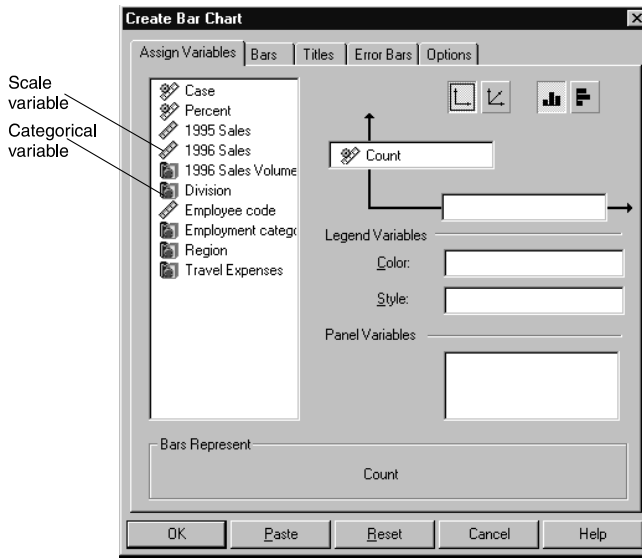 Create Bar Chart
Assign Variables Bars Titles Error Bars Options
Scale
variable
Categorical
variable
Case
Percent
1995 Sales
1996 Sales
1996 Sales Volume
Division
Employee code
Employment catego
Region
Travel Expenses
Count
Legend Variables
Color:
Style:
Panel Variables
Bars Represent
Count
OK Paste Reset Cancel Help